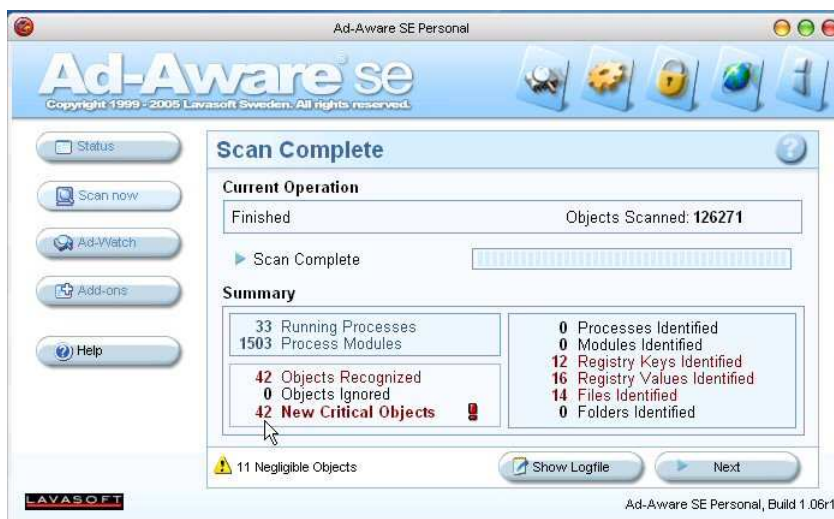 Ad-Aware SE Personal
Ad-Aware se
Copyright 1999 - 2005 Lavasoft Sweden. All rights reserved.
Status
Scan now
Ad-Watch
Add-ons
Help
Scan Complete
Current Operation
Finished
Objects Scanned: 126271
Scan Complete
Summary
33 Running Processes
1503 Process Modules
42 Objects Recognized
0 Objects Ignored
42 New Critical Objects
0 Processes Identified
0 Modules Identified
12 Registry Keys Identified
16 Registry Values Identified
14 Files Identified
0 Folders Identified
11 Negligible Objects
Show Logfile
Next
LAVASOFT
Ad-Aware SE Personal, Build 1.06r1